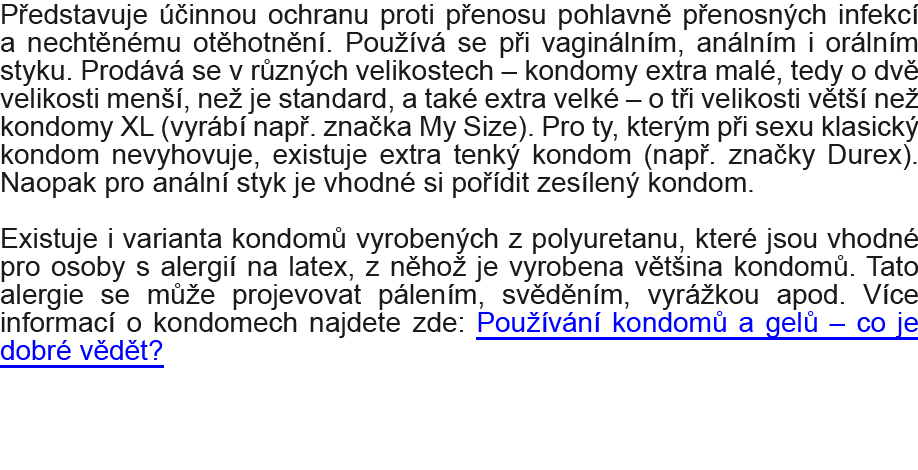 Představuje účinnou ochranu proti přenosu pohlavně přenosných infekcí
a nechtěnému otěhotnění. Používá se při vaginálním, análním i orálním
styku. Prodává se v různých velikostech – kondomy extra malé, tedy o dvě
velikosti menší, než je standard, a také extra velké – o tři velikosti větší než
kondomy XL (vyrábí např. značka My Size). Pro ty, kterým při sexu klasický
kondom nevyhovuje, existuje extra tenký kondom (např. značky Durex).
Naopak pro anální styk je vhodné si pořídit zesílený kondom.
Existuje i varianta kondomů vyrobených z polyuretanu, které jsou vhodné
pro osoby s alergií na latex, z něhož je vyrobena většina kondomů. Tato
alergie se může projevovat pálením, svěděním, vyrážkou apod. Více
informací o kondomech najdete zde: Používání kondomů a gelů – co je
dobré vědět?